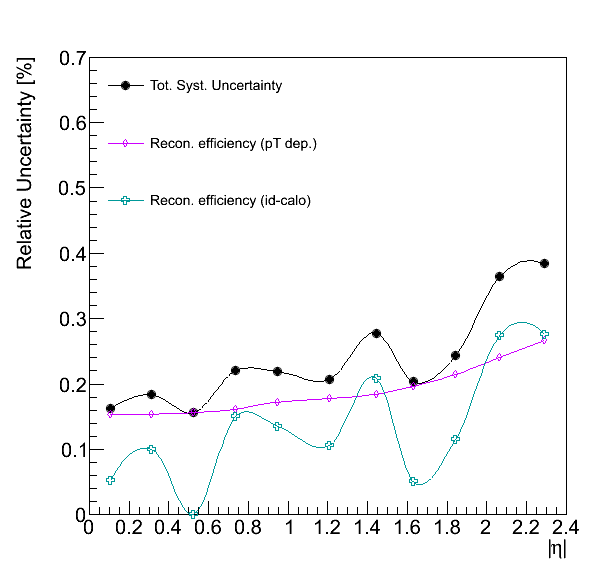 Relative Uncertainty [%]
0.7
0.6
0.5
0.4
0.3
0.2
0.1
0
Tot. Syst. Uncertainty
Recon. efficiency (pT dep.)
Recon. efficiency (id-calo)
0 0.2 0.4 0.6 0.8 1 1.2 1.4 1.6 1.8 2 2.2 2.4
|η|